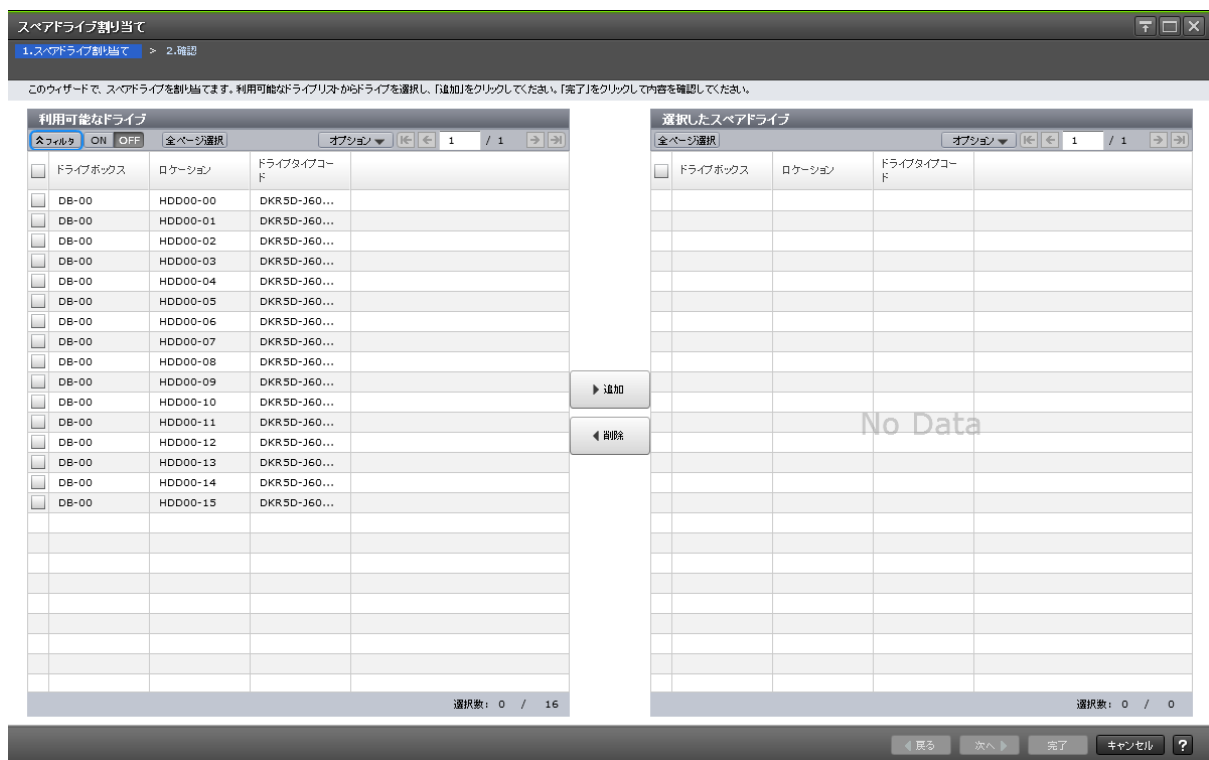 スペアドライブ割り当て
1.スペアドライブ割り当て > 2.確認
このウィザードで、スペアドライブを割り当てます。利用可能なドライブリストからドライブを選択し、「追加」をクリックしてください。「完了」をクリックして内容を確認してください。
利用可能なドライブ
フィルタ ON OFF 全ページ選択 オプション 1 / 1
ドライブボックス ロケーション ドライブタイプコード
DB-00 HDD00-00 DKR5D-J60...
DB-00 HDD00-01 DKR5D-J60...
DB-00 HDD00-02 DKR5D-J60...
DB-00 HDD00-03 DKR5D-J60...
DB-00 HDD00-04 DKR5D-J60...
DB-00 HDD00-05 DKR5D-J60...
DB-00 HDD00-06 DKR5D-J60...
DB-00 HDD00-07 DKR5D-J60...
DB-00 HDD00-08 DKR5D-J60...
DB-00 HDD00-09 DKR5D-J60...
DB-00 HDD00-10 DKR5D-J60...
DB-00 HDD00-11 DKR5D-J60...
DB-00 HDD00-12 DKR5D-J60...
DB-00 HDD00-13 DKR5D-J60...
DB-00 HDD00-14 DKR5D-J60...
DB-00 HDD00-15 DKR5D-J60...
選択数: 0 / 16
追加
削除
選択したスペアドライブ
全ページ選択 オプション 1 / 1
ドライブボックス ロケーション ドライブタイプコード
No Data
選択数: 0 / 0
戻る 次へ 完了 キャンセル ?